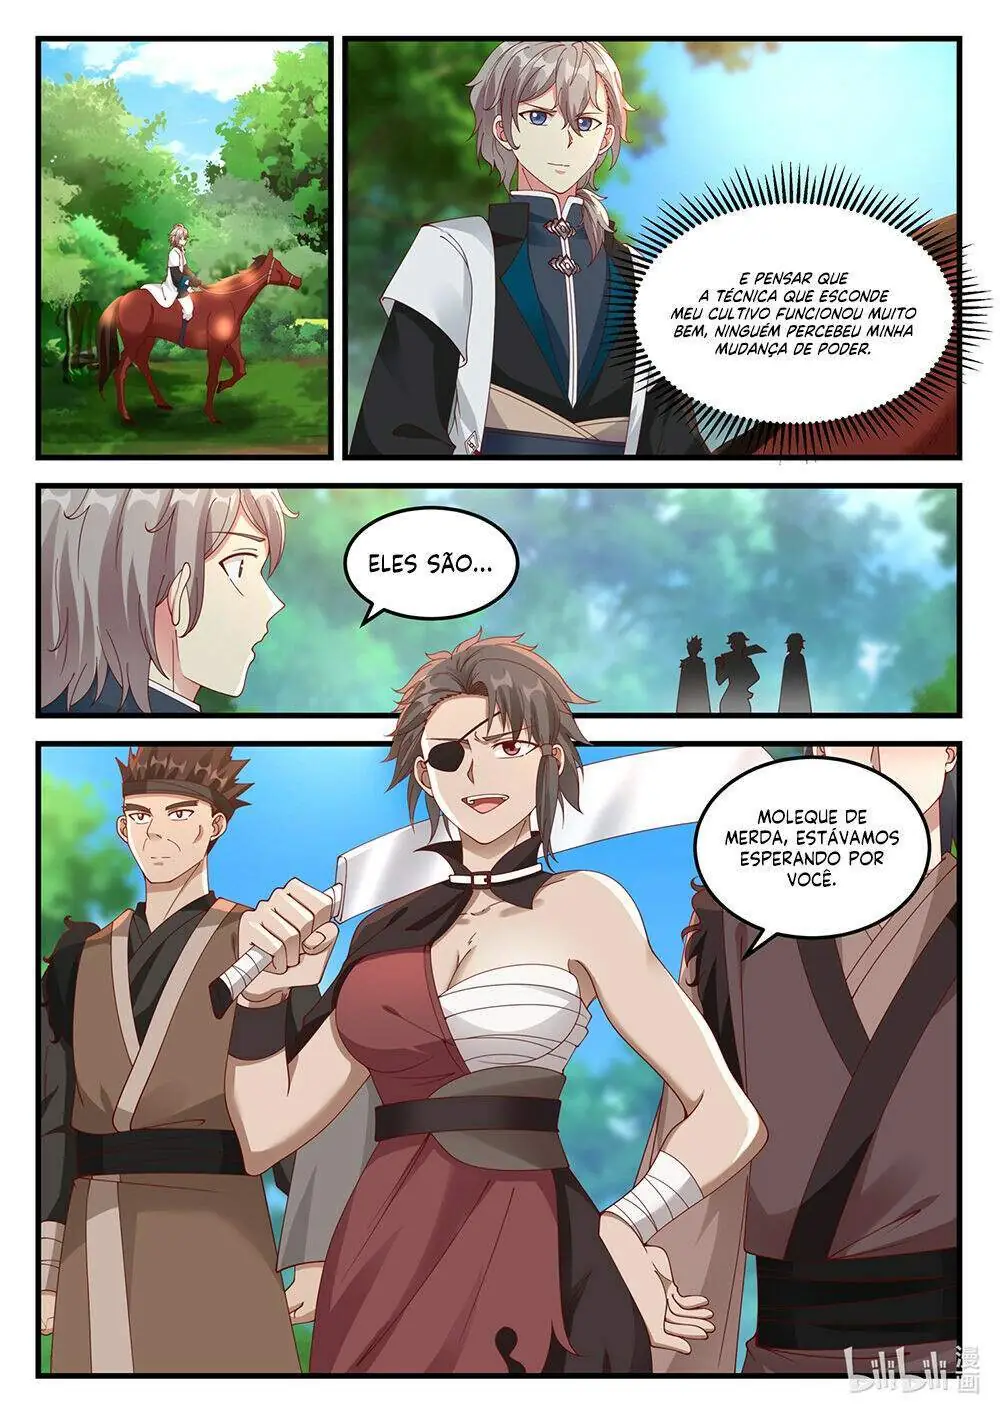 E PENSAR QUE
A TÉCNICA QUE ESCONDE
MEU CULTIVO FUNCIONOU MUITO
BEM, NINGUÉM PERCEBEU MINHA
MUDANÇA DE PODER.
ELES SÃO...
MOLEQUE DE
MERDA, ESTÁVAMOS
ESPERANDO POR
VOCÊ.
bilibili 漫画